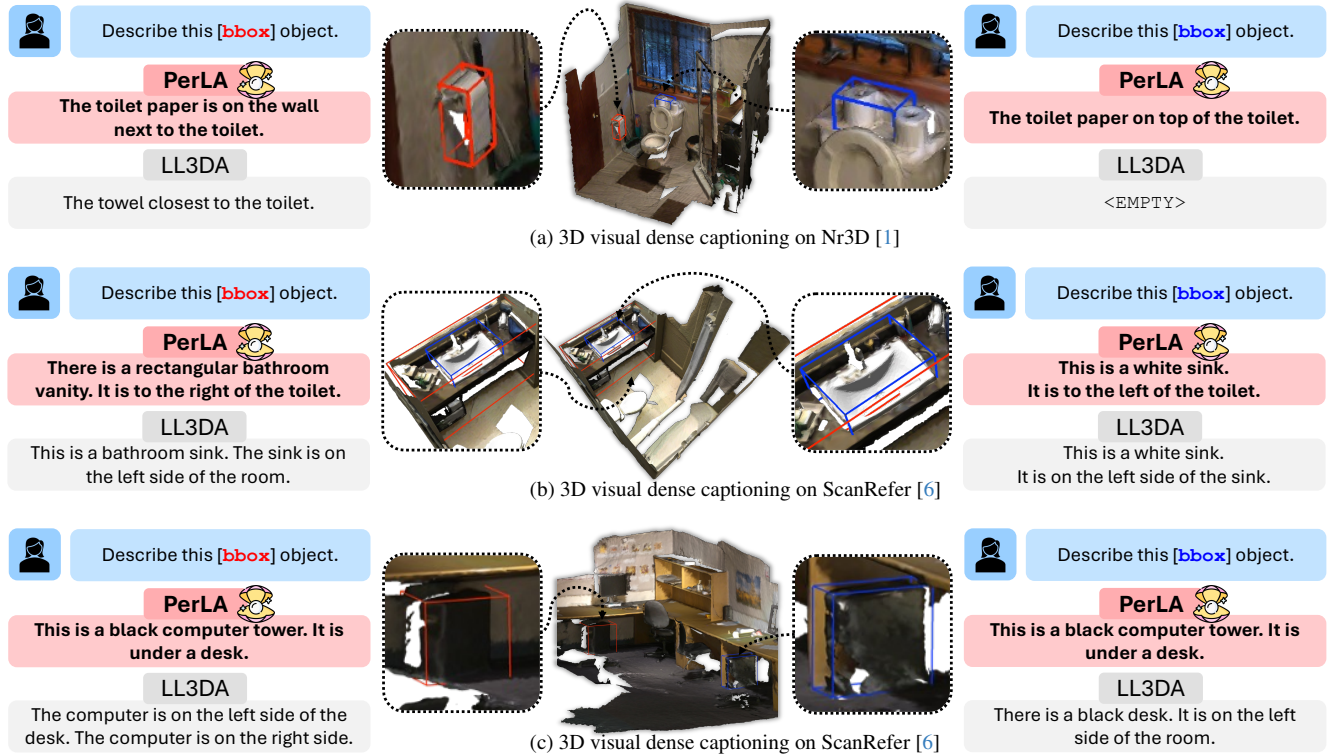 Describe this [bbox] object.
PerLA
The toilet paper is on the wall
next to the toilet.
LL3DA
The towel closest to the toilet.
Describe this [bbox] object.
PerLA
The toilet paper on top of the toilet.
LL3DA
<EMPTY>
(a) 3D visual dense captioning on Nr3D [1]
Describe this [bbox] object.
PerLA
There is a rectangular bathroom
vanity. It is to the right of the toilet.
LL3DA
This is a bathroom sink. The sink is on
the left side of the room.
Describe this [bbox] object.
PerLA
This is a white sink.
It is to the left of the toilet.
LL3DA
This is a white sink.
It is on the left side of the sink.
(b) 3D visual dense captioning on ScanRefer [6]
Describe this [bbox] object.
PerLA
This is a black computer tower. It is
under a desk.
LL3DA
The computer is on the left side of the
desk. The computer is on the right side.
Describe this [bbox] object.
PerLA
This is a black computer tower. It is
under a desk.
LL3DA
There is a black desk. It is on the left
side of the room.
(c) 3D visual dense captioning on ScanRefer [6]